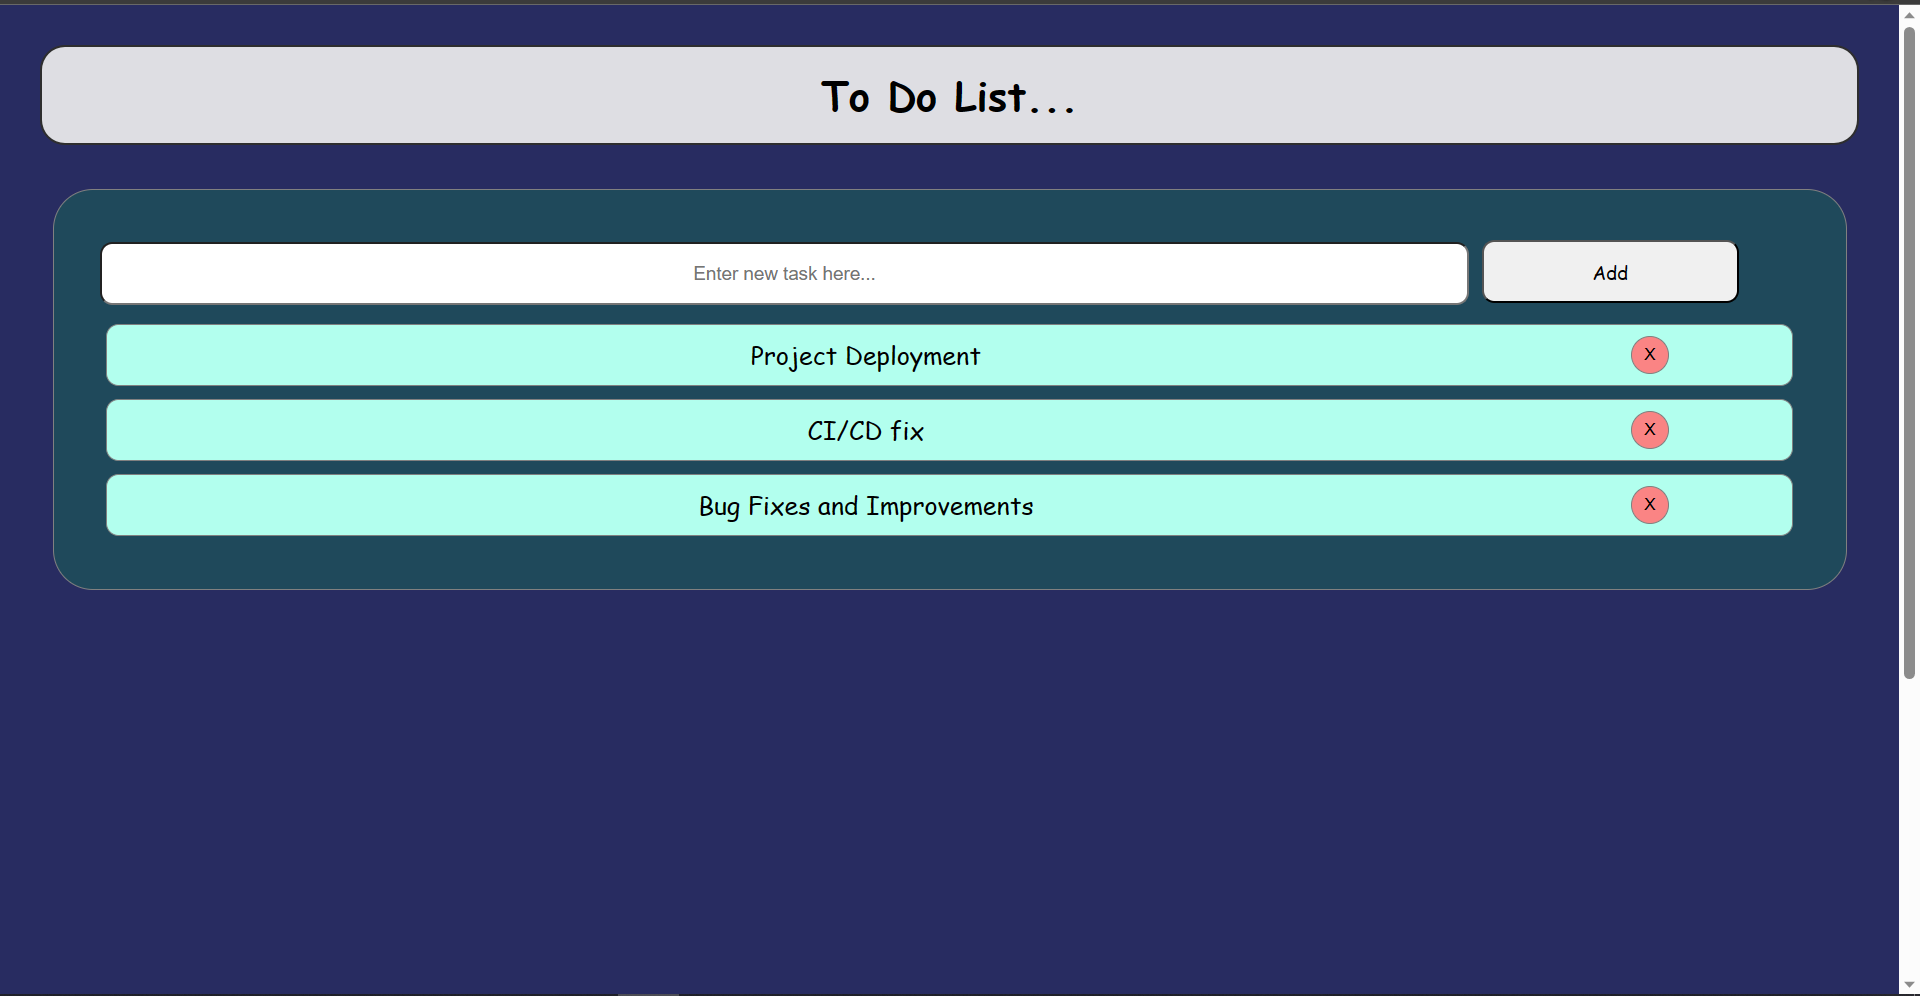 To Do List...
Enter new task here...
Add
Project Deployment
X
CI/CD fix
X
Bug Fixes and Improvements
X